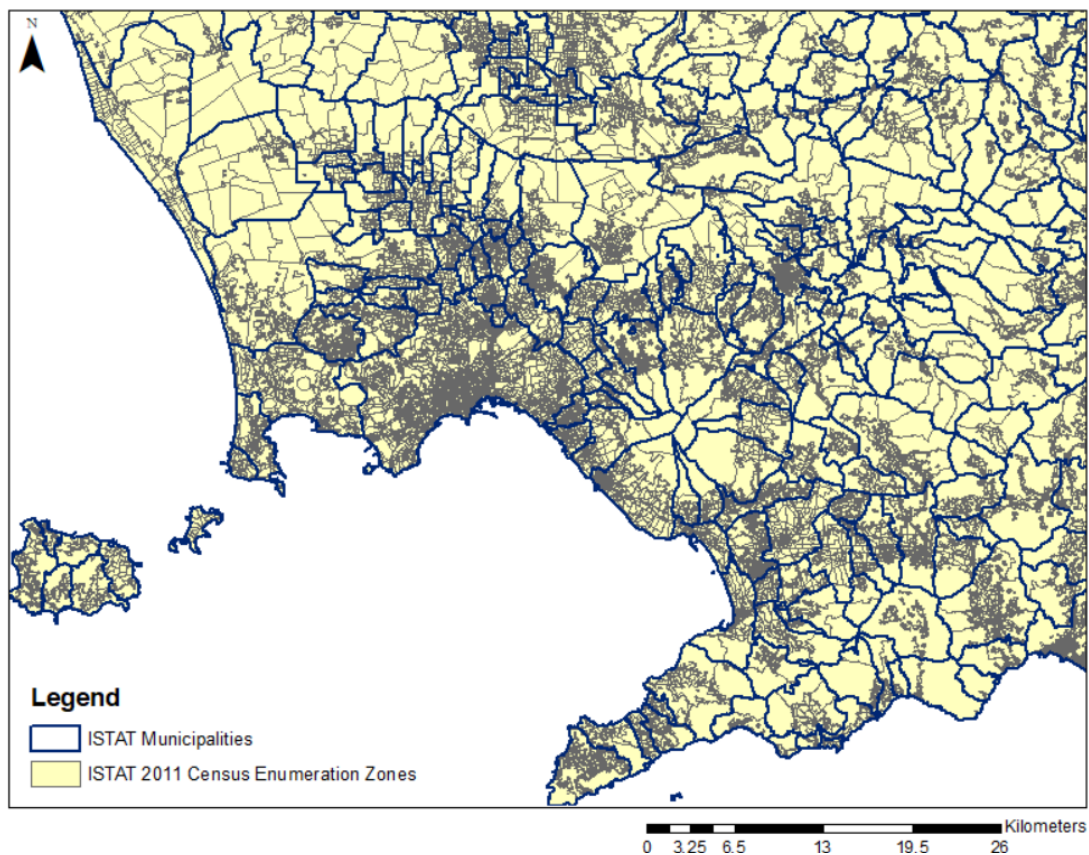 N
Legend
ISTAT Municipalities
ISTAT 2011 Census Enumeration Zones
Kilometers
0 3.25 6.5 13 19.5 26